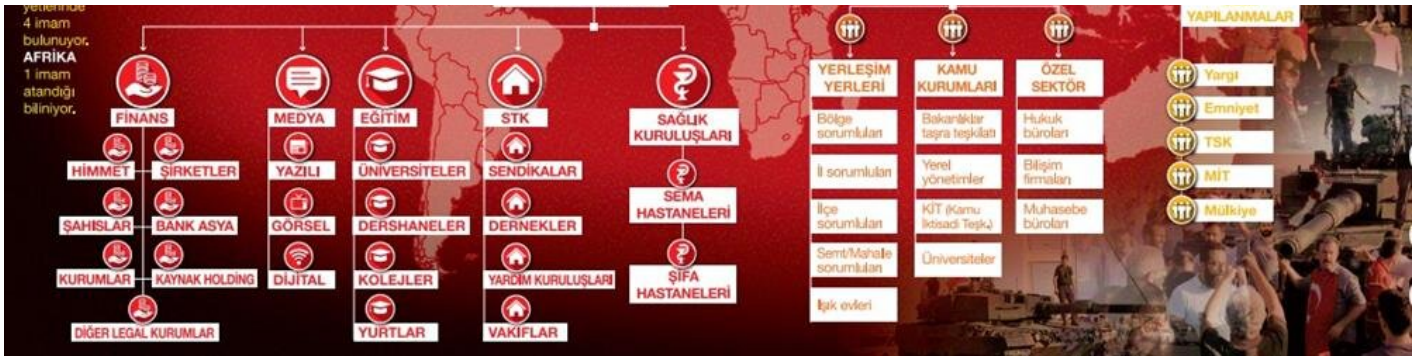 yetlerinde
4 imam
bulunuyor.
AFRİKA
1 imam
atandığı
biliniyor.
FİNANS
HİMMET
ŞİRKETLER
ŞAHISLAR
BANK ASYA
KURUMLAR
KAYNAK HOLDİNG
DİĞER LEGAL KURUMLAR
MEDYA
YAZILI
GÖRSEL
DİJİTAL
EĞİTİM
ÜNİVERSİTELER
DERSHANELER
KOLEJLER
YURTLAR
STK
SENDİKALAR
DERNEKLER
YARDIM KURULUŞLARI
VAKIFLAR
SAĞLIK
KURULUŞLARI
SEMA
HASTANELERİ
ŞİFA
HASTANELERİ
YERLEŞİM
YERLERİ
Bölge
sorumluları
İl sorumluları
İlçe
sorumluları
Semt/Mahalle
sorumluları
Işık evleri
KAMU
KURUMLARI
Bakanlıklar
taşra teşkilatı
Yerel
yönetimler
KİT (Kamu
İktisadi Teşk.)
Üniversiteler
ÖZEL
SEKTÖR
Hukuk
büroları
Bilişim
firmaları
Muhasebe
büroları
YAPILANMALAR
Yargı
Emniyet
TSK
MİT
Mülkiye